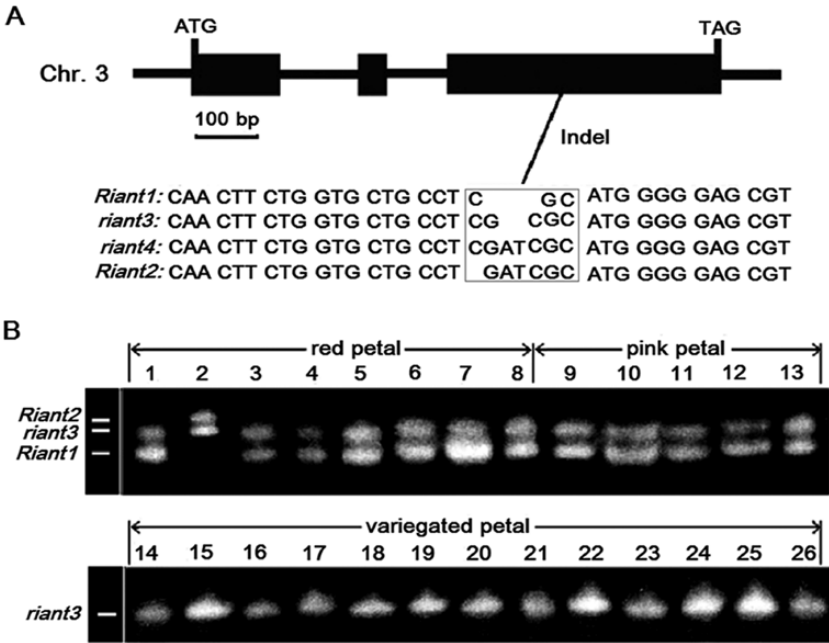 A
ATG
TAG
Chr. 3
100 bp
Indel
Riant1: CAA CTT CTG GTG CTG CCT C GC ATG GGG GAG CGT
riant3: CAA CTT CTG GTG CTG CCT CG CGC ATG GGG GAG CGT
riant4: CAA CTT CTG GTG CTG CCT CGATCGC ATG GGG GAG CGT
Riant2: CAA CTT CTG GTG CTG CCT GATCGC ATG GGG GAG CGT
B
red petal pink petal
1 2 3 4 5 6 7 8 9 10 11 12 13
Riant2
riant3
Riant1
variegated petal
14 15 16 17 18 19 20 21 22 23 24 25 26
riant3